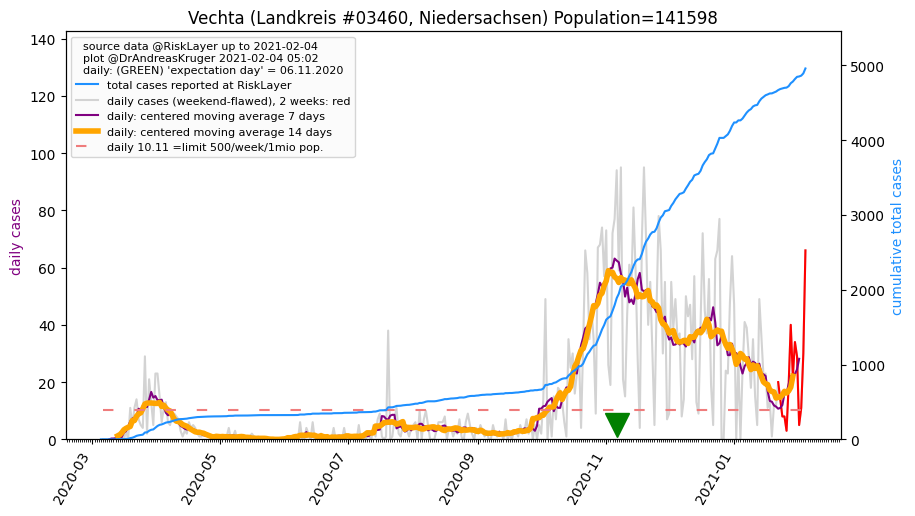 Vechta (Landkreis #03460, Niedersachsen) Population=141598
source data @RiskLayer up to 2021-02-04
plot @DrAndreasKruger 2021-02-04 05:02
daily: (GREEN) 'expectation day' = 06.11.2020
total cases reported at RiskLayer
daily cases (weekend-flawed), 2 weeks: red
daily: centered moving average 7 days
daily: centered moving average 14 days
daily 10.11 =limit 500/week/1mio pop.
daily cases
140
120
100
80
60
40
20
0
cumulative total cases
5000
4000
3000
2000
1000
0
2020-03
2020-05
2020-07
2020-09
2020-11
2021-01